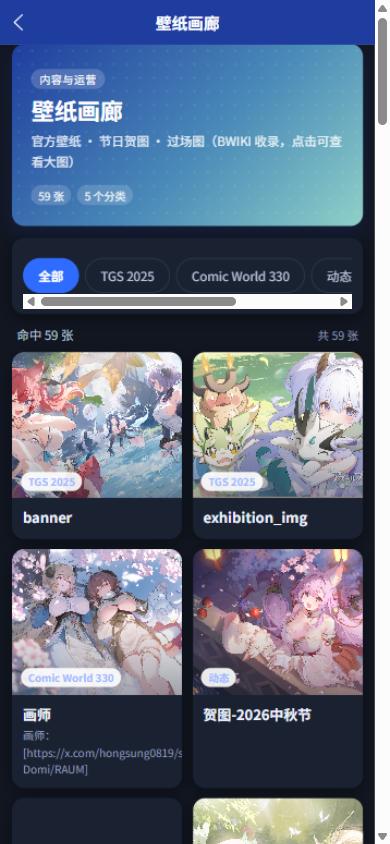 壁纸画廊
内容与运营
壁纸画廊
官方壁纸 · 节日贺图 · 过场图（BWIKI 收录，点击可查
看大图）
59 张 5 个分类
全部 TGS 2025 Comic World 330 动态
命中 59 张 共 59 张
TGS 2025 TGS 2025
banner exhibition_img
Comic World 330 动态
画师 贺图-2026中秋节
画师：
[https://x.com/hongsung0819/s
Domi/RAUM]